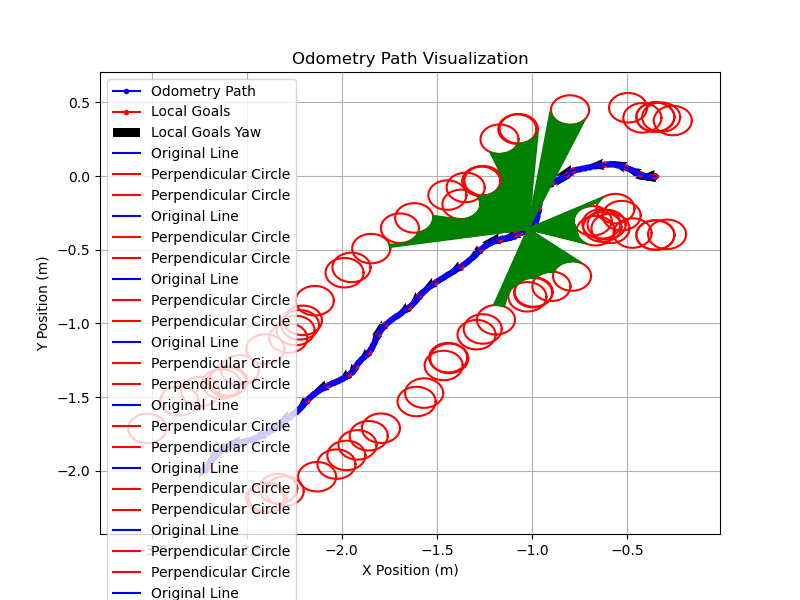 Odometry Path Visualization
Y Position (m)
0.5
0.0
−0.5
−1.0
−1.5
−2.0
Odometry Path
Local Goals
Local Goals Yaw
Original Line
Perpendicular Circle
Perpendicular Circle
Original Line
Perpendicular Circle
Perpendicular Circle
Original Line
Perpendicular Circle
Perpendicular Circle
Original Line
Perpendicular Circle
Perpendicular Circle
Original Line
Perpendicular Circle
Perpendicular Circle
Original Line
Perpendicular Circle
Perpendicular Circle
Original Line
Perpendicular Circle
Perpendicular Circle
Original Line
−2.0 −1.5 −1.0 −0.5
X Position (m)